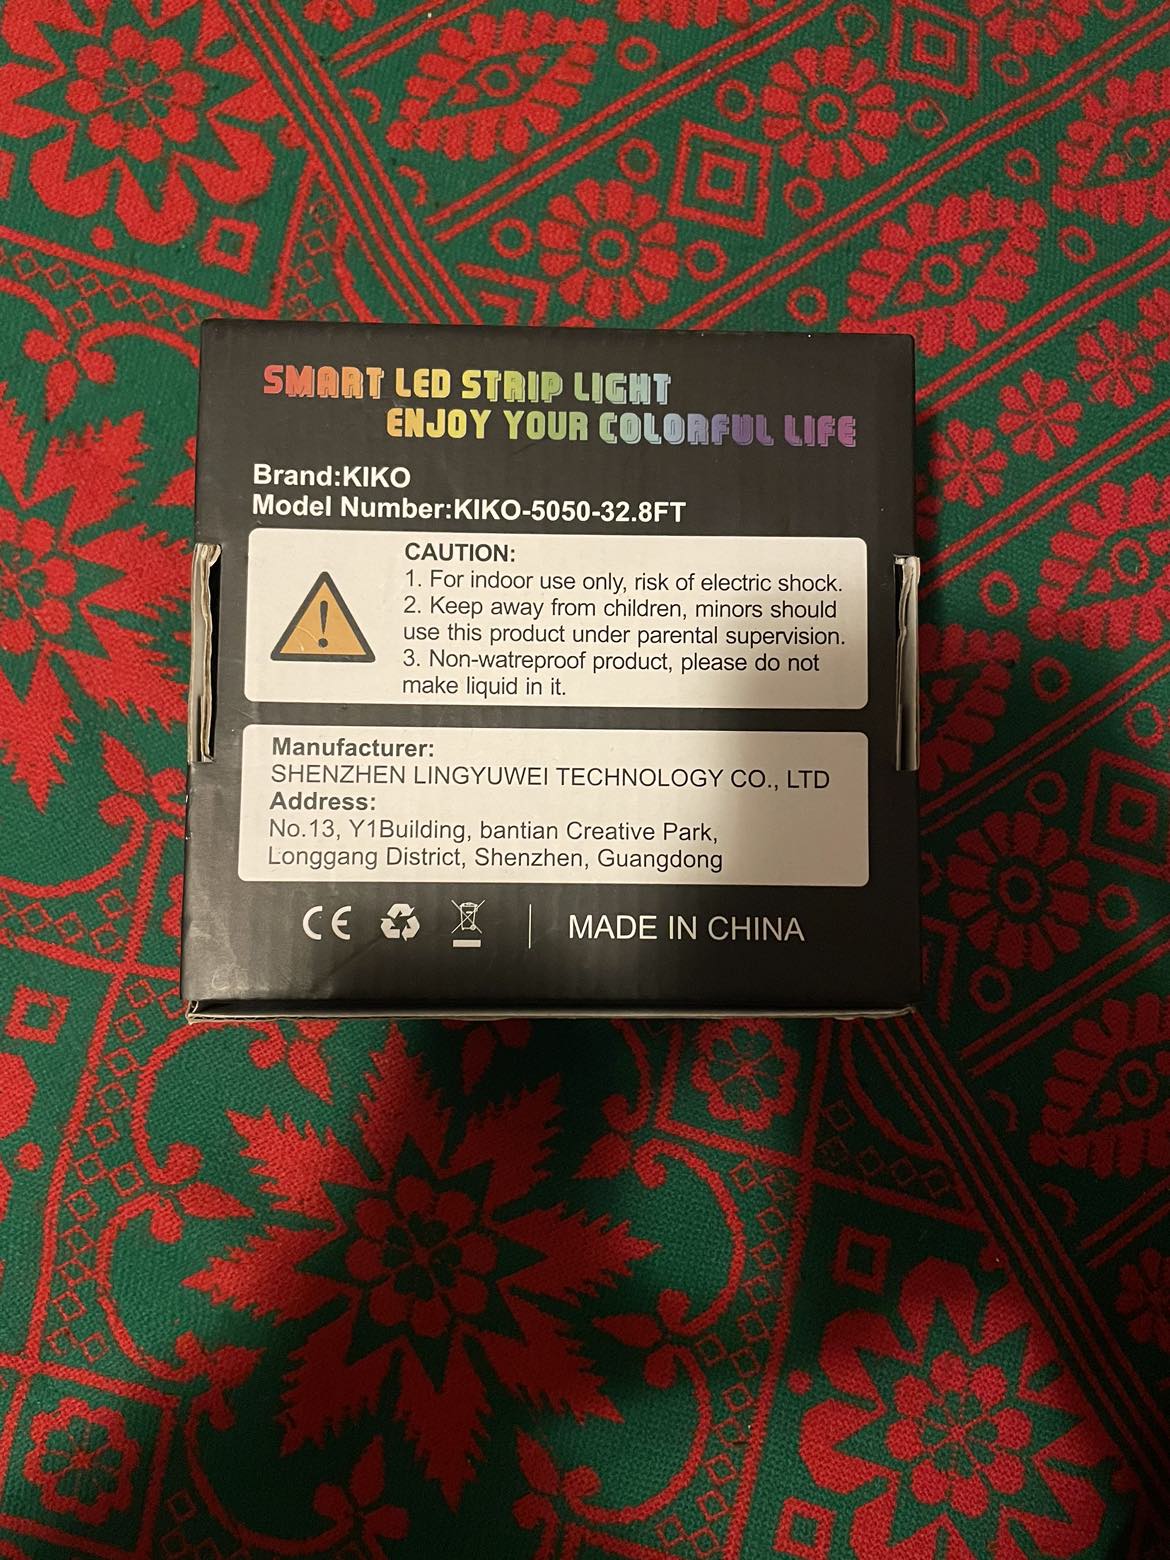 SMART LED STRIP LIGHT
ENJOY YOUR COLORFUL LIFE
Brand:KIKO
Model Number:KIKO-5050-32.8FT
CAUTION:
1. For indoor use only, risk of electric shock.
2. Keep away from children, minors should
use this product under parental supervision.
3. Non-watreproof product, please do not
make liquid in it.
Manufacturer:
SHENZHEN LINGYUWEI TECHNOLOGY CO., LTD
Address:
No.13, Y1Building, bantian Creative Park,
Longgang District, Shenzhen, Guangdong
CE MADE IN CHINA